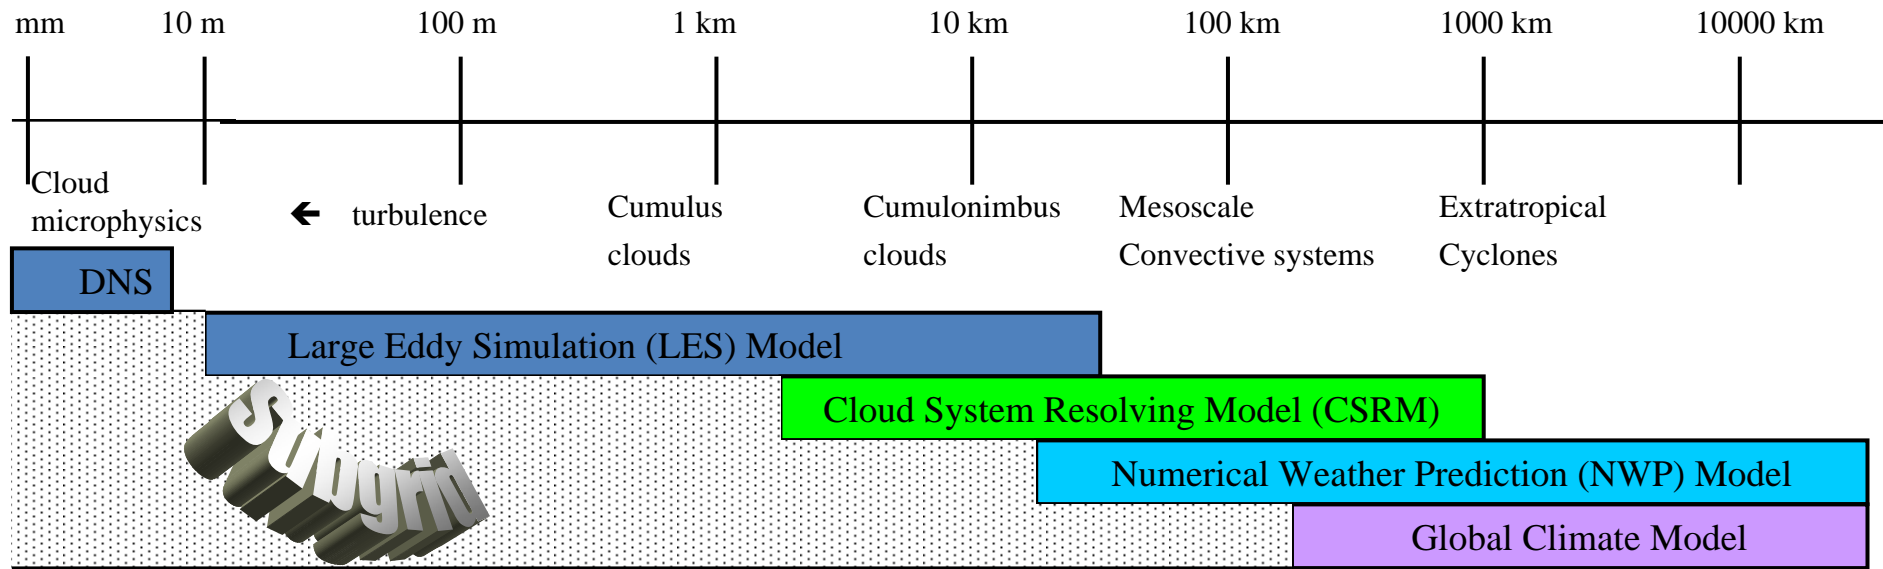 mm 10 m 100 m 1 km 10 km 100 km 1000 km 10000 km
Cloud
microphysics
🡸 turbulence
Cumulus
clouds
Cumulonimbus
clouds
Mesoscale
Convective systems
Extratropical
Cyclones
DNS
Large Eddy Simulation (LES) Model
Cloud System Resolving Model (CSRM)
Subgrid
Numerical Weather Prediction (NWP) Model
Global Climate Model